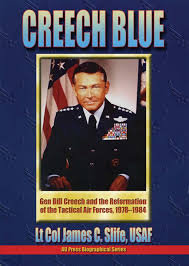 CREECH BLUE
Gen Bill Creech and the Reformation
of the Tactical Air Forces, 1978–1984
Lt Col James C. Slife, USAF
AU Press Biographical Series